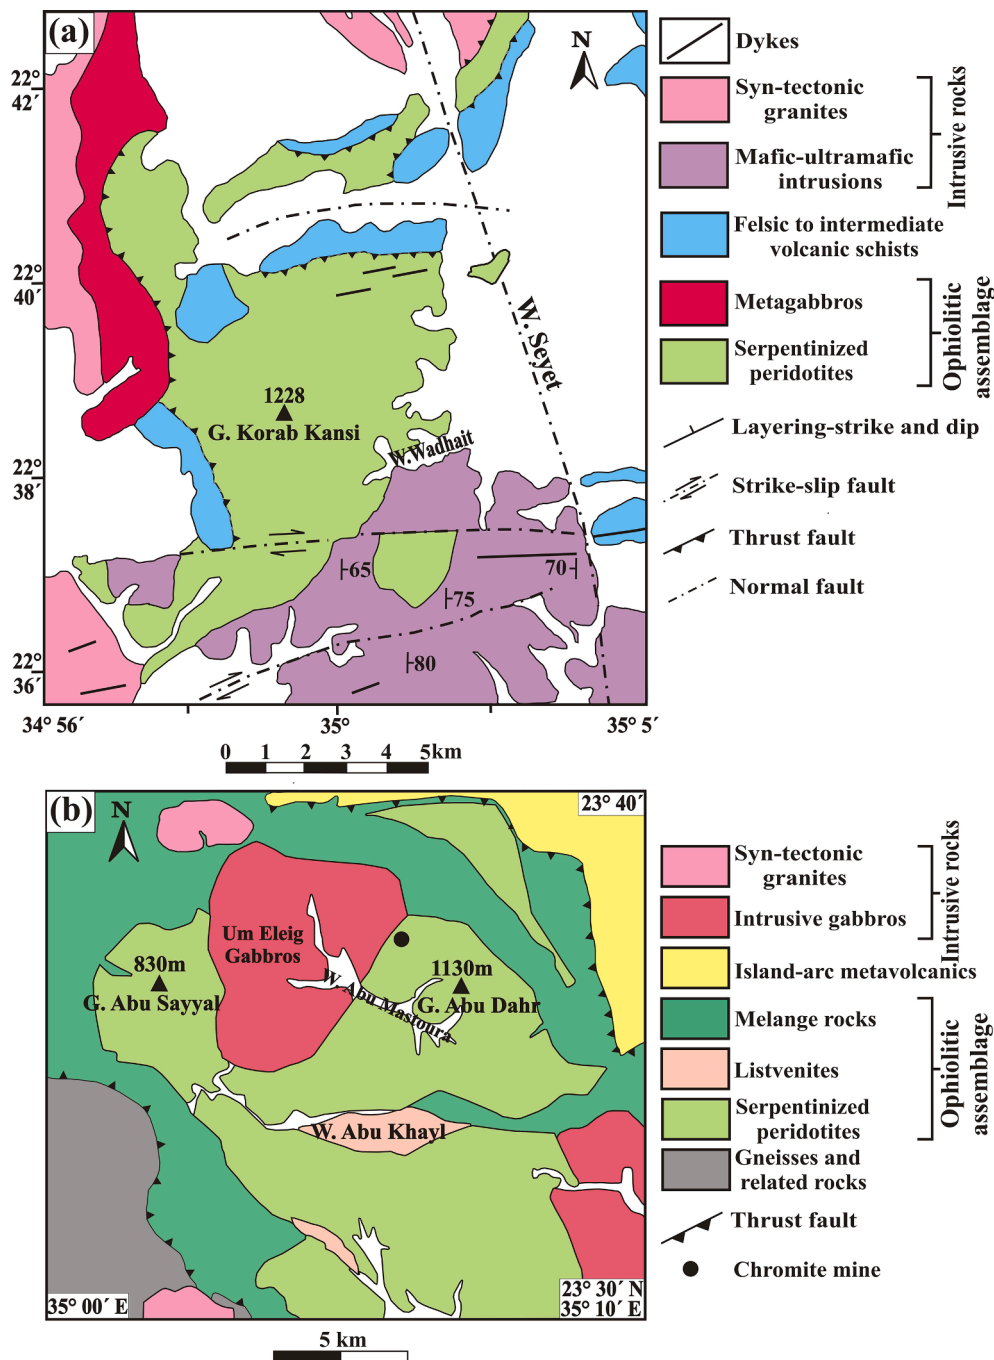 (a)
N
22°
42´
22°
40´
22°
38´
22°
36´
W. Seyet
1228
G. Korab Kansi
W.Wadhait
65
70
75
80
34° 56´
35°
35° 5´
0 1 2 3 4 5km
Dykes
Syn-tectonic
granites
Mafic-ultramafic
intrusions
Intrusive rocks
Felsic to intermediate
volcanic schists
Metagabbros
Serpentinized
peridotites
Ophiolitic
assemblage
Layering-strike and dip
Strike-slip fault
Thrust fault
Normal fault
(b)
N
23° 40´
Um Eleig
Gabbros
830m
G. Abu Sayyal
1130m
G. Abu Dahr
W. Abu Mastoura
W. Abu Khayl
35° 00´ E
23° 30´ N
35° 10´ E
5 km
Syn-tectonic
granites
Intrusive gabbros
Intrusive rocks
Island-arc metavolcanics
Melange rocks
Listvenites
Serpentinized
peridotites
Ophiolitic
assemblage
Gneisses and
related rocks
Thrust fault
Chromite mine